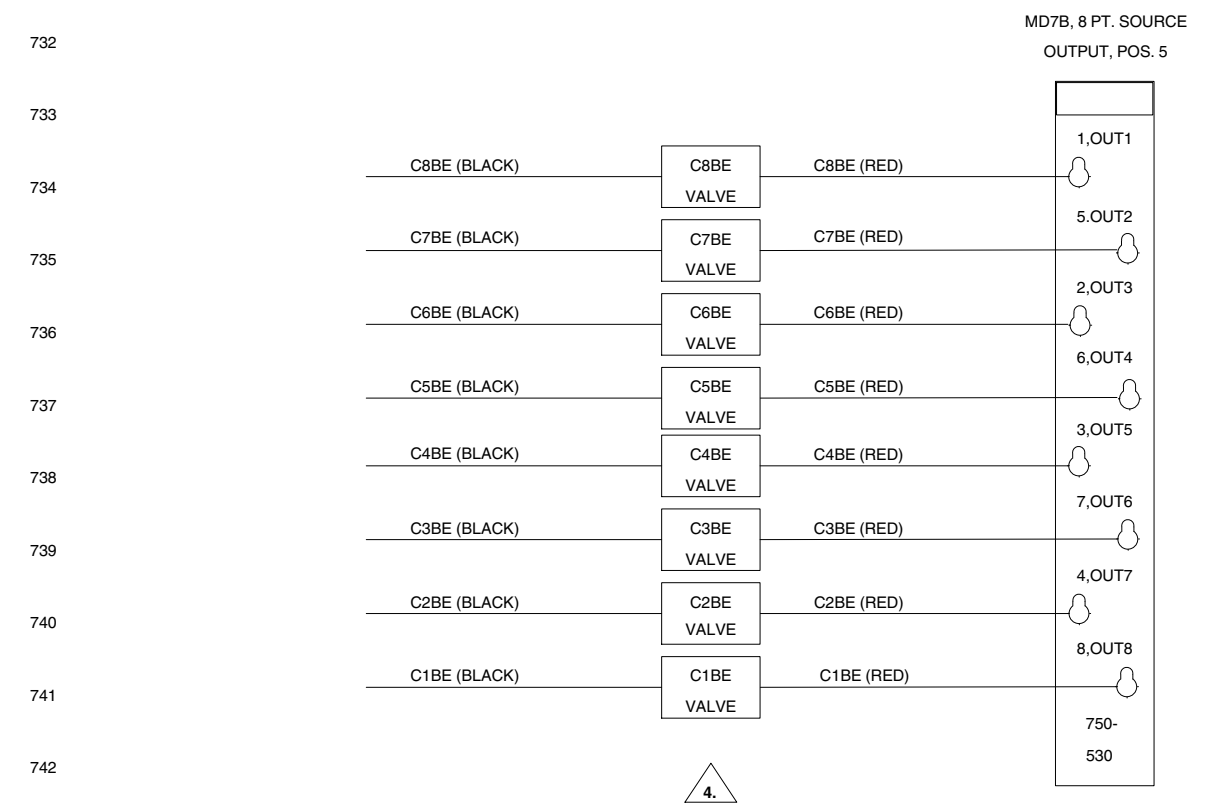 MD7B, 8 PT. SOURCE
732
OUTPUT, POS. 5
733
1,OUT1
C8BE (BLACK) C8BE C8BE (RED)
734
VALVE
5.OUT2
C7BE (BLACK) C7BE C7BE (RED)
735
VALVE
2,OUT3
C6BE (BLACK) C6BE C6BE (RED)
736
VALVE
6,OUT4
C5BE (BLACK) C5BE C5BE (RED)
737
VALVE
3,OUT5
C4BE (BLACK) C4BE C4BE (RED)
738
VALVE
7,OUT6
C3BE (BLACK) C3BE C3BE (RED)
739
VALVE
4,OUT7
C2BE (BLACK) C2BE C2BE (RED)
740
VALVE
8,OUT8
C1BE (BLACK) C1BE C1BE (RED)
741
VALVE
750-
530
742
4.